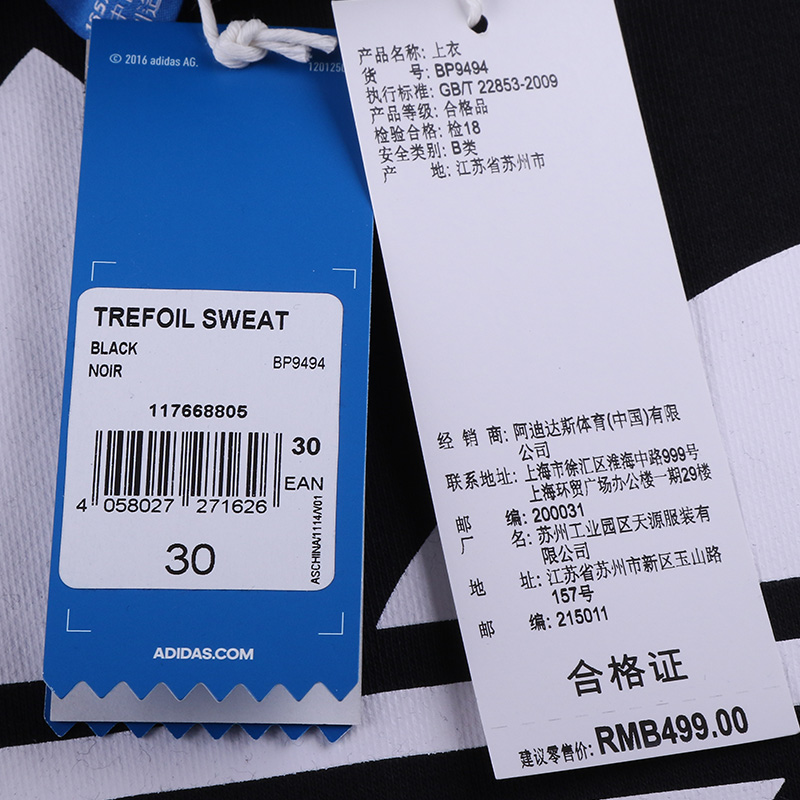 © 2016 adidas AG.
TREFOIL SWEAT
BLACK
NOIR
BP9494
117668805
30
EAN
4 058027 271626
ASCHINA/1114/V01
30
ADIDAS.COM
产品名称: 上衣
货 号: BP9494
执行标准: GB/T 22853-2009
产品等级: 合格品
检验合格: 检18
安全类别: B类
产 地: 江苏省苏州市
经 销 商: 阿迪达斯体育(中国)有限
公司
联系地址: 上海市徐汇区淮海中路999号
上海环贸广场办公楼一期29楼
邮 编: 200031
厂 名: 苏州工业园区天源服装有
限公司
地 址: 江苏省苏州市新区玉山路
157号
邮 编: 215011
合格证
建议零售价: RMB499.00